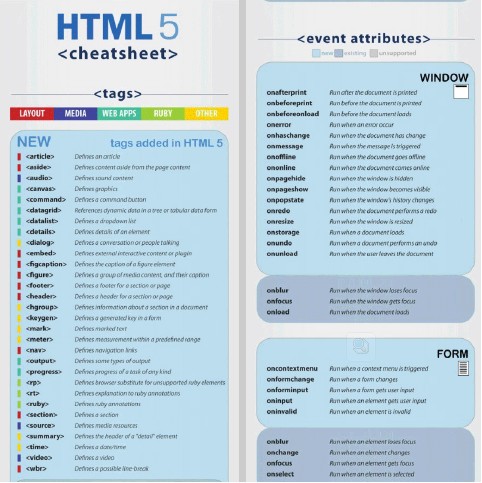 HTML 5
<cheatsheet>
<tags>
LAYOUT MEDIA WEB APPS RUBY OTHER
NEW tags added in HTML 5
<article> Defines an article
<aside> Defines content aside from the page content
<audio> Defines sound content
<canvas> Defines graphics
<command> Defines a command button
<datagrid> References dynamic data in a tree or tabular data form
<datalist> Defines a dropdown list
<details> Defines details of an element
<dialog> Defines a conversation or people talking
<embed> Defines external interactive content or plugin
<figcaption> Defines the caption of a figure element
<figure> Defines a group of media content, and their caption
<footer> Defines a footer for a section or page
<header> Defines a header for a section or page
<hgroup> Defines information about a section in a document
<keygen> Defines a generated key in a form
<mark> Defines marked text
<meter> Defines measurement within a predefined range
<nav> Defines navigation links
<output> Defines some types of output
<progress> Defines progress of a task of any kind
<rp> Defines browser substitute for unsupported ruby elements
<rt> Defines explanation to ruby annotations
<ruby> Defines ruby annotations
<section> Defines a section
<source> Defines media resources
<summary> Defines the header of a "detail" element
<time> Defines a date/time
<video> Defines a video
<wbr> Defines a possible line-break
<event attributes>
new existing unsupported
WINDOW
onafterprint Run after the document is printed
onbeforeprint Run before the document is printed
onbeforeonload Run before the document loads
onerror Run when an error occur
onhaschange Run when the document has change
onmessage Run when the message is triggered
onoffline Run when the document goes offline
ononline Run when the document comes online
onpagehide Run when the window is hidden
onpageshow Run when the window becomes visible
onpopstate Run when the window's history changes
onredo Run when the document performs a redo
onresize Run when the window is resized
onstorage Run when a document loads
onundo Run when a document performs an undo
onunload Run when the user leaves the document
onblur Run when the window loses focus
onfocus Run when the window gets focus
onload Run when the document loads
FORM
oncontextmenu Run when a context menu is triggered
onformchange Run when a form changes
onforminput Run when a form gets user input
oninput Run when an element gets user input
oninvalid Run when an element is invalid
onblur Run when an element loses focus
onchange Run when an element changes
onfocus Run when an element gets focus
onselect Run when an element is selected